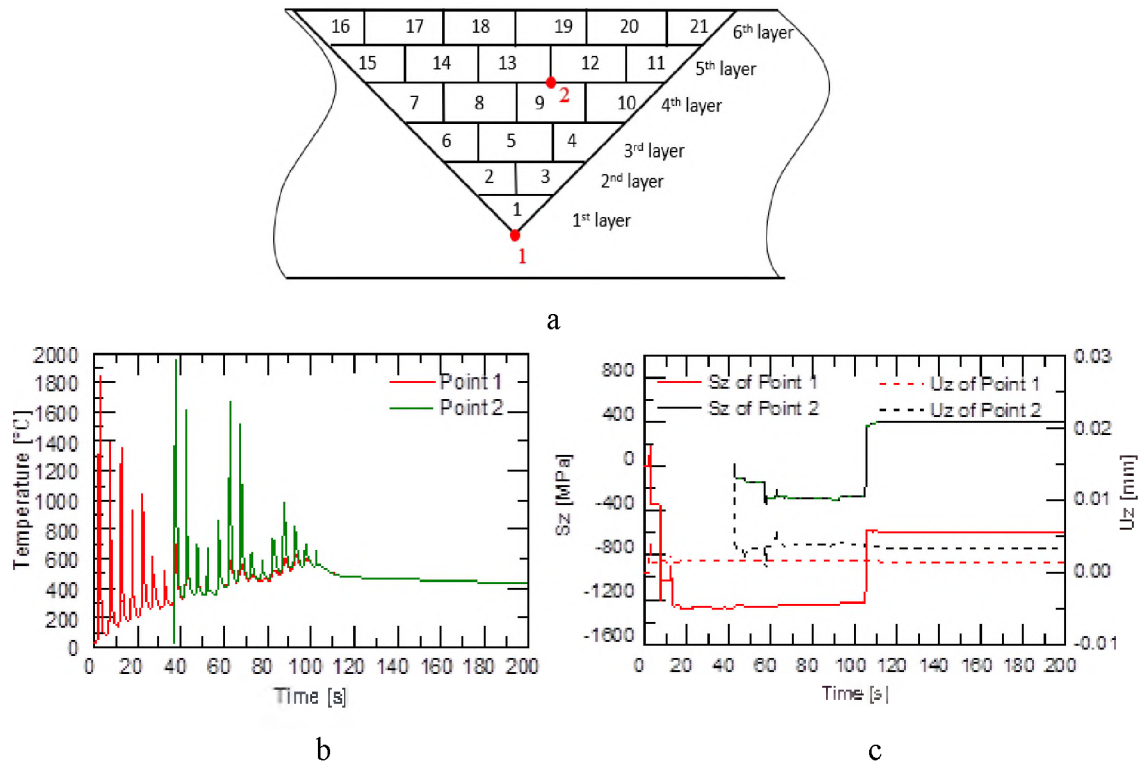 16 17 18 19 20 21 6th layer
15 14 13 12 11 5th layer
7 8 9 2 10 4th layer
6 5 4 3rd layer
2 3 2nd layer
1 1st layer
1
a
2000
1800
1600
1400
1200
1000
800
600
400
200
0
Temperature [°C]
Point 1
Point 2
0 20 40 60 80 100 120 140 160 180 200
Time [s]
b
800
400
0
-400
-800
-1200
-1600
Sz [MPa]
Sz of Point 1
Sz of Point 2
Uz of Point 1
Uz of Point 2
0.03
0.02
0.01
0.00
-0.01
Uz [mm]
0 20 40 60 80 100 120 140 160 180 200
Time [s]
c